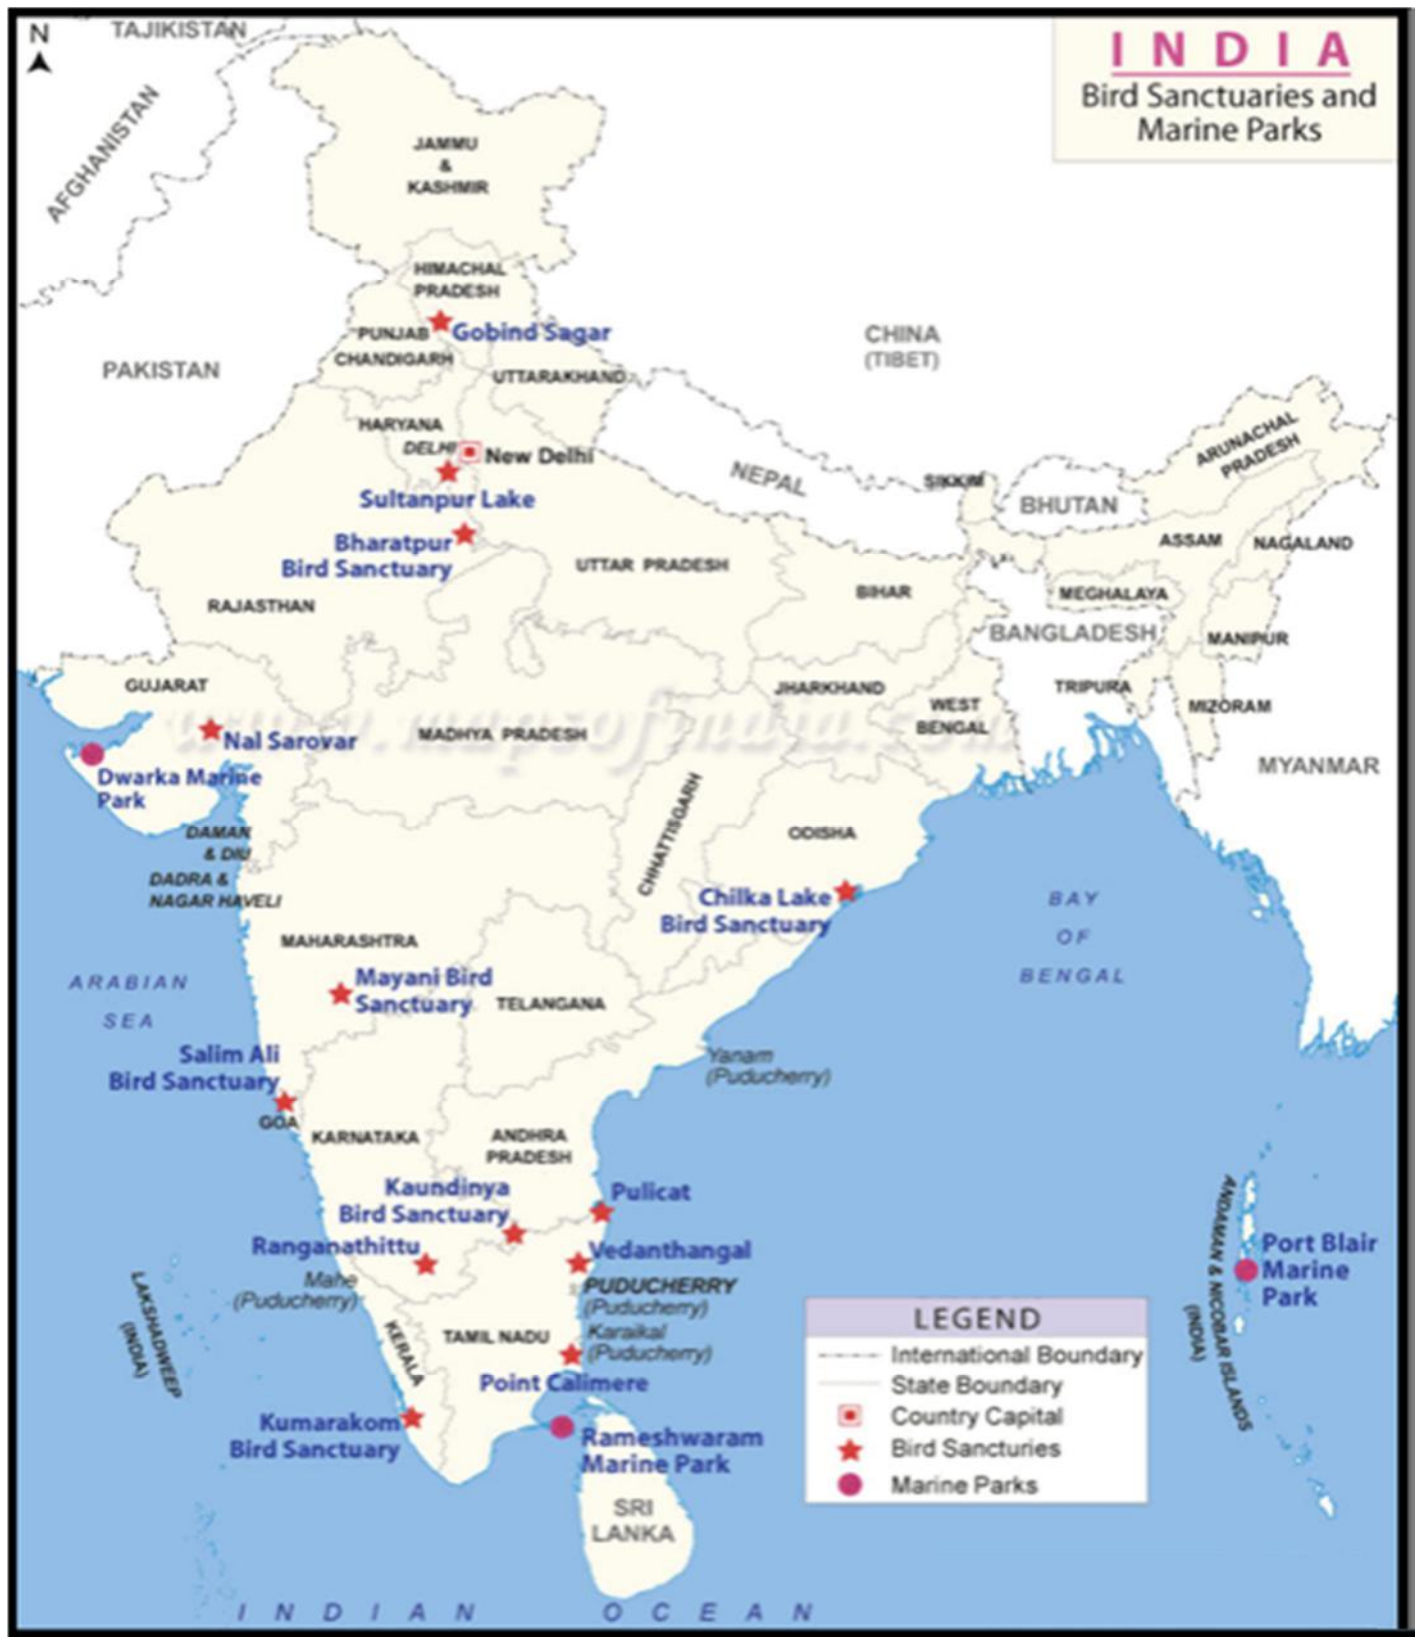 N
TAJIKISTAN
I N D I A
Bird Sanctuaries and
Marine Parks
AFGHANISTAN
JAMMU
&
KASHMIR
HIMACHAL
PRADESH
PUNJAB
Gobind Sagar
CHANDIGARH
CHINA
(TIBET)
PAKISTAN
UTTARAKHAND
HARYANA
DELHI
New Delhi
Sultanpur Lake
NEPAL
SIKKIM
BHUTAN
ARUNACHAL
PRADESH
Bharatpur
Bird Sanctuary
UTTAR PRADESH
ASSAM
NAGALAND
RAJASTHAN
BIHAR
MEGHALAYA
BANGLADESH
MANIPUR
GUJARAT
JHARKHAND
WEST
BENGAL
TRIPURA
MIZORAM
www.mapsofindia.com
Nal Sarovar
MADHYA PRADESH
MYANMAR
Dwarka Marine
Park
DAMAN
& DIU
DADRA &
NAGAR HAVELI
CHHATTISGARH
ODISHA
Chilka Lake
Bird Sanctuary
BAY
OF
BENGAL
MAHARASHTRA
Mayani Bird
Sanctuary
TELANGANA
ARABIAN
SEA
Salim Ali
Bird Sanctuary
Yanam
(Puducherry)
GOA
KARNATAKA
ANDHRA
PRADESH
Kaundinya
Bird Sanctuary
Pulicat
Ranganathittu
Vedanthangal
Mahe
(Puducherry)
PUDUCHERRY
(Puducherry)
LAKSHADWEEP
(INDIA)
KERALA
TAMIL NADU
Karaikal
(Puducherry)
Point Calimere
Kumarakom
Bird Sanctuary
Rameshwaram
Marine Park
SRI
LANKA
ANDAMAN & NICOBAR ISLANDS
(INDIA)
Port Blair
Marine
Park
LEGEND
International Boundary
State Boundary
Country Capital
Bird Sancturies
Marine Parks
I N D I A N O C E A N